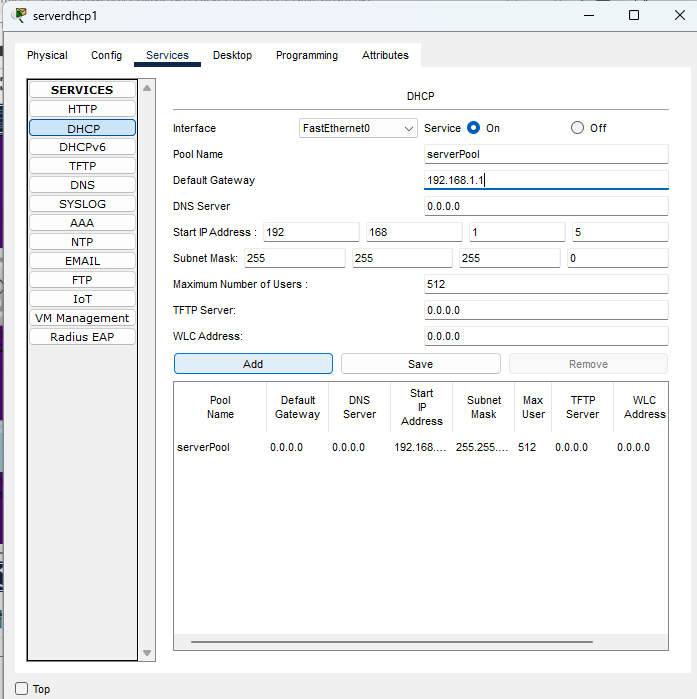 serverdhcp1
Physical Config Services Desktop Programming Attributes
SERVICES
HTTP
DHCP
DHCPv6
TFTP
DNS
SYSLOG
AAA
NTP
EMAIL
FTP
IoT
VM Management
Radius EAP
DHCP
Interface FastEthernet0 Service On Off
Pool Name serverPool
Default Gateway 192.168.1.1
DNS Server 0.0.0.0
Start IP Address : 192 168 1 5
Subnet Mask: 255 255 255 0
Maximum Number of Users : 512
TFTP Server: 0.0.0.0
WLC Address: 0.0.0.0
Add Save Remove
Pool Name Default Gateway DNS Server Start IP Address Subnet Mask Max User TFTP Server WLC Address
serverPool 0.0.0.0 0.0.0.0 192.168.... 255.255.... 512 0.0.0.0 0.0.0.0
Top